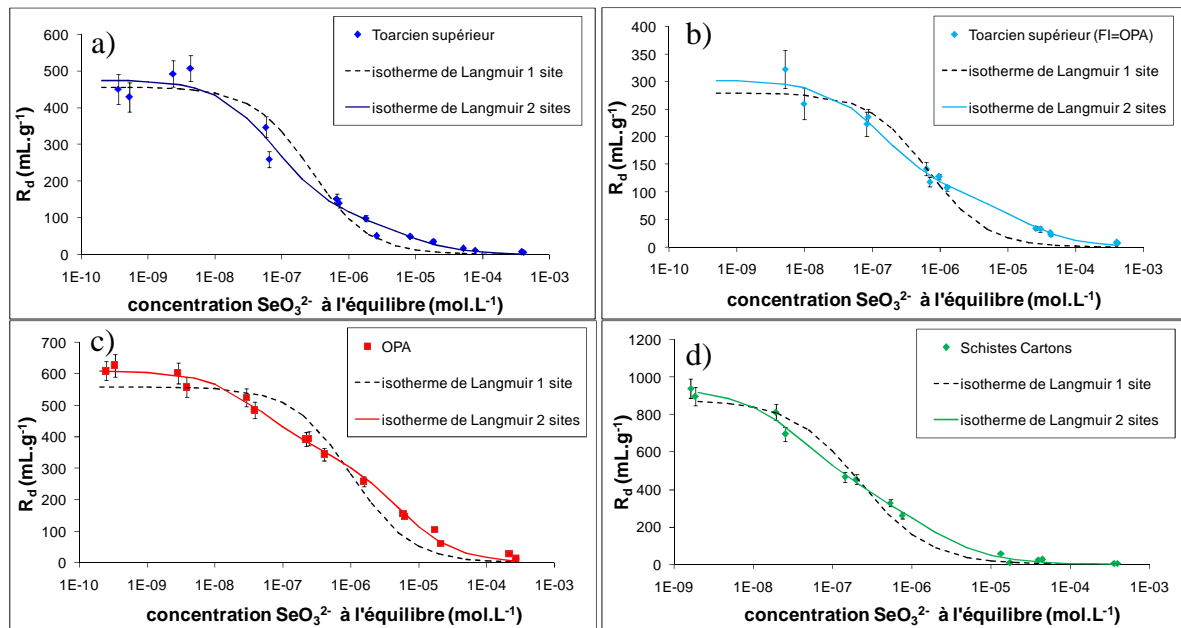 a)
Toarcien supérieur
isotherme de Langmuir 1 site
isotherme de Langmuir 2 sites
600
500
400
300
200
100
0
R_d (mL.g⁻¹)
1E-10 1E-09 1E-08 1E-07 1E-06 1E-05 1E-04 1E-03
concentration SeO₃²⁻ à l'équilibre (mol.L⁻¹)
b)
Toarcien supérieur (FI=OPA)
isotherme de Langmuir 1 site
isotherme de Langmuir 2 sites
400
350
300
250
200
150
100
50
0
R_d (mL.g⁻¹)
1E-10 1E-09 1E-08 1E-07 1E-06 1E-05 1E-04 1E-03
concentration SeO₃²⁻ à l'équilibre (mol.L⁻¹)
c)
OPA
isotherme de Langmuir 1 site
isotherme de Langmuir 2 sites
700
600
500
400
300
200
100
0
R_d (mL.g⁻¹)
1E-10 1E-09 1E-08 1E-07 1E-06 1E-05 1E-04 1E-03
concentration SeO₃²⁻ à l'équilibre (mol.L⁻¹)
d)
Schistes Cartons
isotherme de Langmuir 1 site
isotherme de Langmuir 2 sites
1200
1000
800
600
400
200
0
R_d (mL.g⁻¹)
1E-09 1E-08 1E-07 1E-06 1E-05 1E-04 1E-03
concentration SeO₃²⁻ à l'équilibre (mol.L⁻¹)